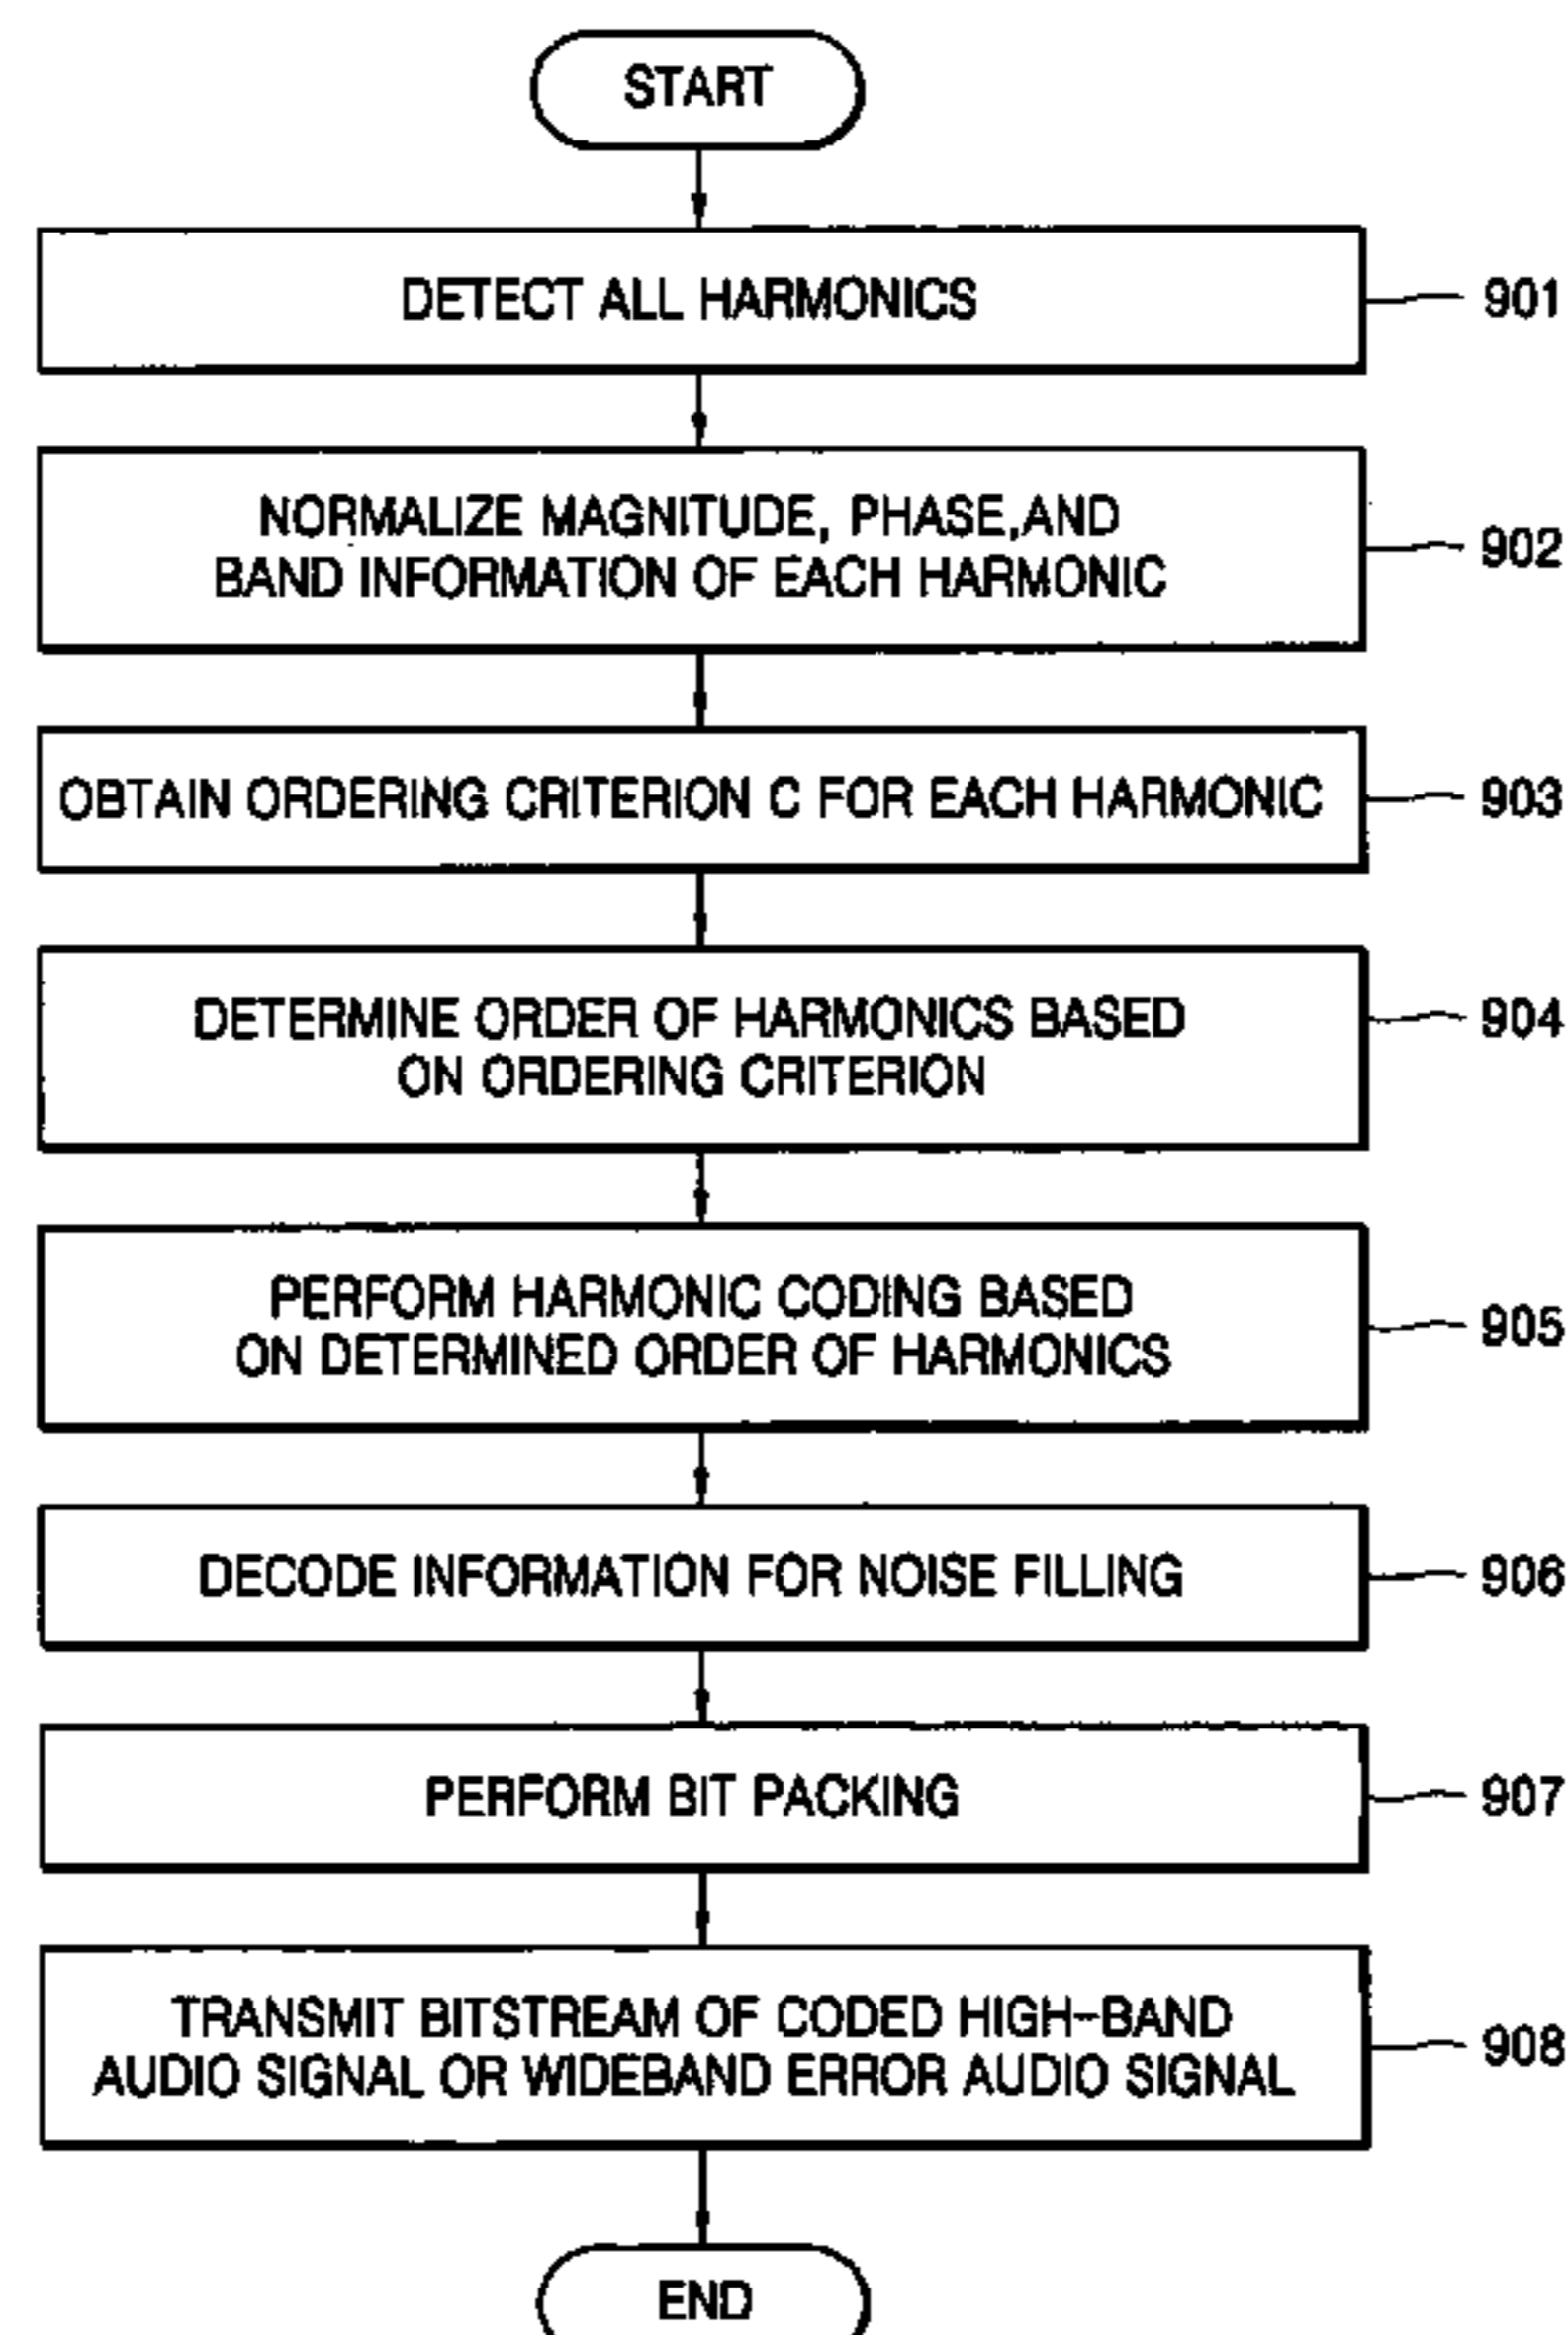 START
DETECT ALL HARMONICS
901
NORMALIZE MAGNITUDE, PHASE,AND
BAND INFORMATION OF EACH HARMONIC
902
OBTAIN ORDERING CRITERION C FOR EACH HARMONIC
903
DETERMINE ORDER OF HARMONICS BASED
ON ORDERING CRITERION
904
PERFORM HARMONIC CODING BASED
ON DETERMINED ORDER OF HARMONICS
905
DECODE INFORMATION FOR NOISE FILLING
906
PERFORM BIT PACKING
907
TRANSMIT BITSTREAM OF CODED HIGH-BAND
AUDIO SIGNAL OR WIDEBAND ERROR AUDIO SIGNAL
908
END